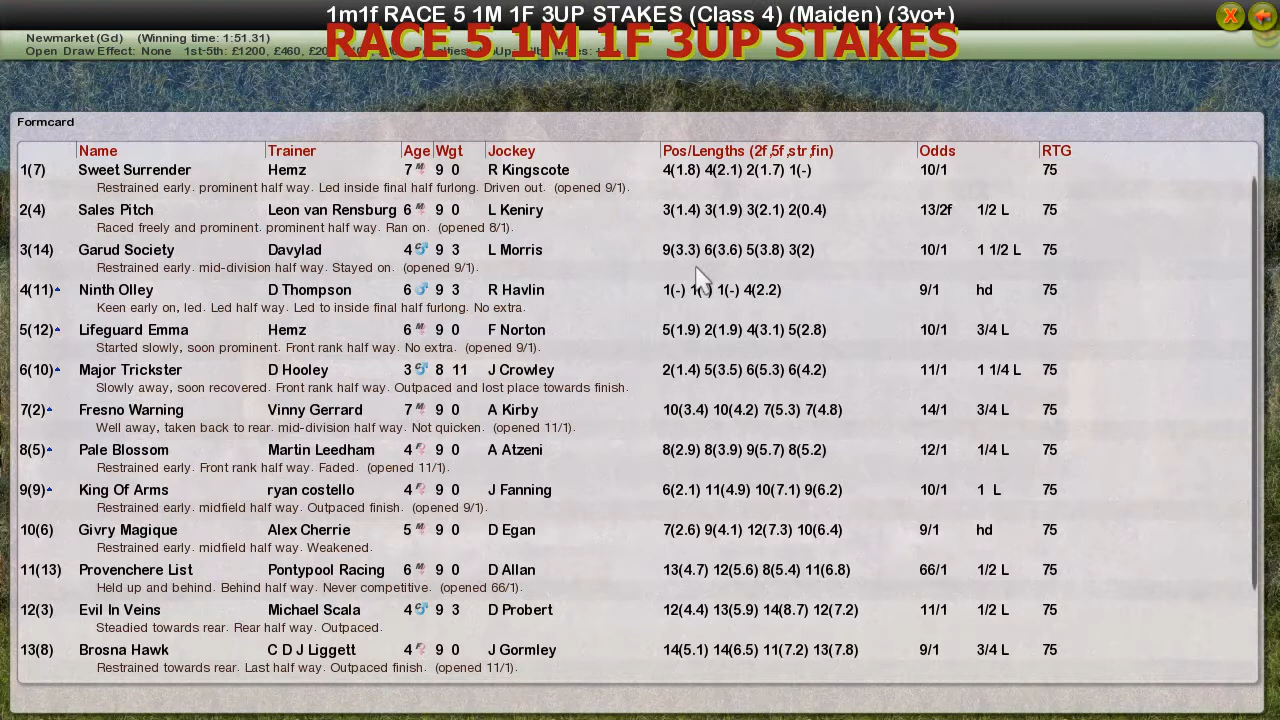 1m1f RACE 5 1M 1F 3UP STAKES (Class 4) (Maiden) (3yo+)
RACE 5 1M 1F 3UP STAKES
Newmarket (Gd) (Winning time: 1:51.31)
Open Draw Effect: None 1st-5th: £1200, £460,
Formcard
Name Trainer Age Wgt Jockey Pos/Lengths (2f,5f,str,fin) Odds RTG
1(7) Sweet Surrender Hemz 7 M 9 0 R Kingscote 4(1.8) 4(2.1) 2(1.7) 1(-) 10/1 75
Restrained early. prominent half way. Led inside final half furlong. Driven out. (opened 9/1).
2(4) Sales Pitch Leon van Rensburg 6 M 9 0 L Keniry 3(1.4) 3(1.9) 3(2.1) 2(0.4) 13/2f 1/2 L 75
Raced freely and prominent. prominent half way. Ran on. (opened 8/1).
3(14) Garud Society Davylad 4 9 3 L Morris 9(3.3) 6(3.6) 5(3.8) 3(2) 10/1 1 1/2 L 75
Restrained early. mid-division half way. Stayed on. (opened 9/1).
4(11) Ninth Olley D Thompson 6 9 3 R Havlin 1(-) 1(-) 1(-) 4(2.2) 9/1 hd 75
Keen early on, led. Led half way. Led to inside final half furlong. No extra.
5(12) Lifeguard Emma Hemz 6 M 9 0 F Norton 5(1.9) 2(1.9) 4(3.1) 5(2.8) 10/1 3/4 L 75
Started slowly, soon prominent. Front rank half way. No extra. (opened 9/1).
6(10) Major Trickster D Hooley 3 8 11 J Crowley 2(1.4) 5(3.5) 6(5.3) 6(4.2) 11/1 1 1/4 L 75
Slowly away, soon recovered. Front rank half way. Outpaced and lost place towards finish.
7(2) Fresno Warning Vinny Gerrard 7 M 9 0 A Kirby 10(3.4) 10(4.2) 7(5.3) 7(4.8) 14/1 3/4 L 75
Well away, taken back to rear. mid-division half way. Not quicken. (opened 11/1).
8(5) Pale Blossom Martin Leedham 4 F 9 0 A Atzeni 8(2.9) 8(3.9) 9(5.7) 8(5.2) 12/1 1/4 L 75
Restrained early. Front rank half way. Faded. (opened 11/1).
9(9) King Of Arms ryan costello 4 F 9 0 J Fanning 6(2.1) 11(4.9) 10(7.1) 9(6.2) 10/1 1 L 75
Restrained early. midfield half way. Outpaced finish. (opened 9/1).
10(6) Givry Magique Alex Cherrie 5 M 9 0 D Egan 7(2.6) 9(4.1) 12(7.3) 10(6.4) 9/1 hd 75
Restrained early. midfield half way. Weakened.
11(13) Provenchere List Pontypool Racing 6 M 9 0 D Allan 13(4.7) 12(5.6) 8(5.4) 11(6.8) 66/1 1/2 L 75
Held up and behind. Behind half way. Never competitive. (opened 66/1).
12(3) Evil In Veins Michael Scala 4 9 3 D Probert 12(4.4) 13(5.9) 14(8.7) 12(7.2) 11/1 1/2 L 75
Steadied towards rear. Rear half way. Outpaced.
13(8) Brosna Hawk C D J Liggett 4 F 9 0 J Gormley 14(5.1) 14(6.5) 11(7.2) 13(7.8) 9/1 3/4 L 75
Restrained towards rear. Last half way. Outpaced finish. (opened 11/1).